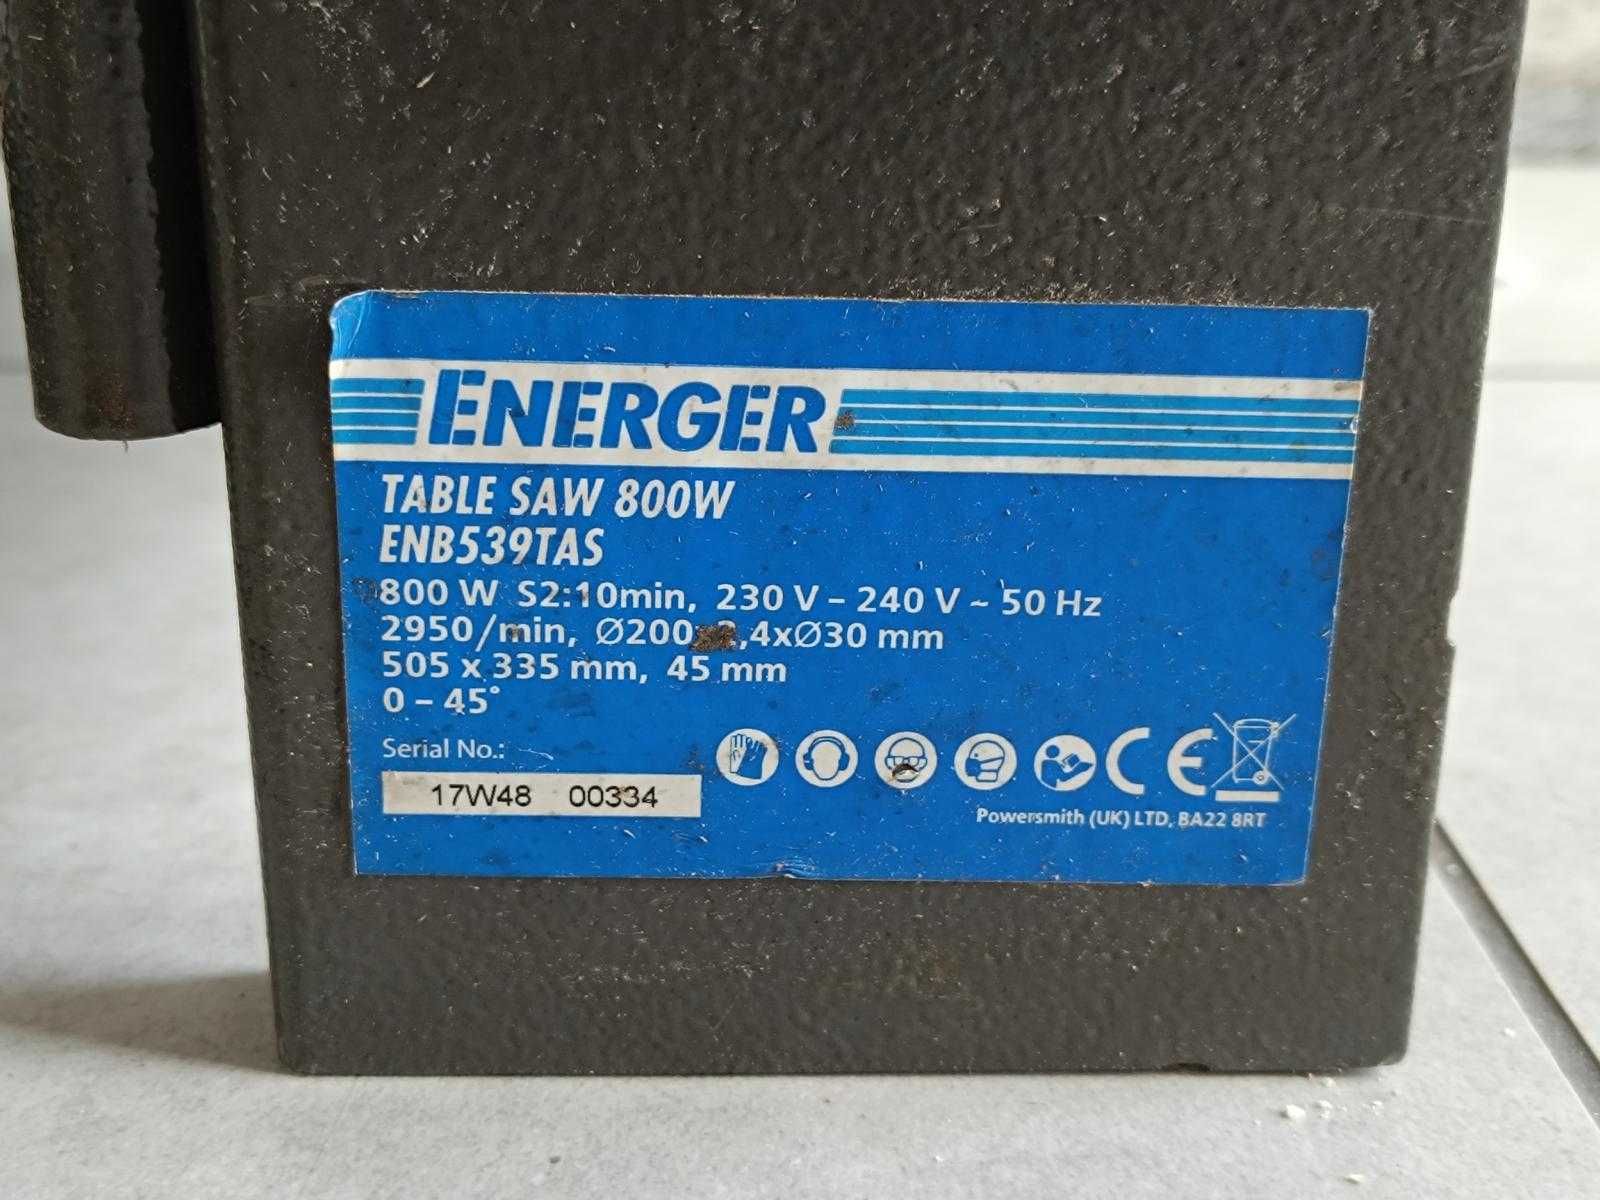 ENERGER
TABLE SAW 800W
ENB539TAS
800 W S2:10min, 230 V – 240 V ~ 50 Hz
2950/min, Ø200 2,4xØ30 mm
505 x 335 mm, 45 mm
0 – 45°
Serial No.:
17W48 00334
CE
Powersmith (UK) LTD, BA22 8RT